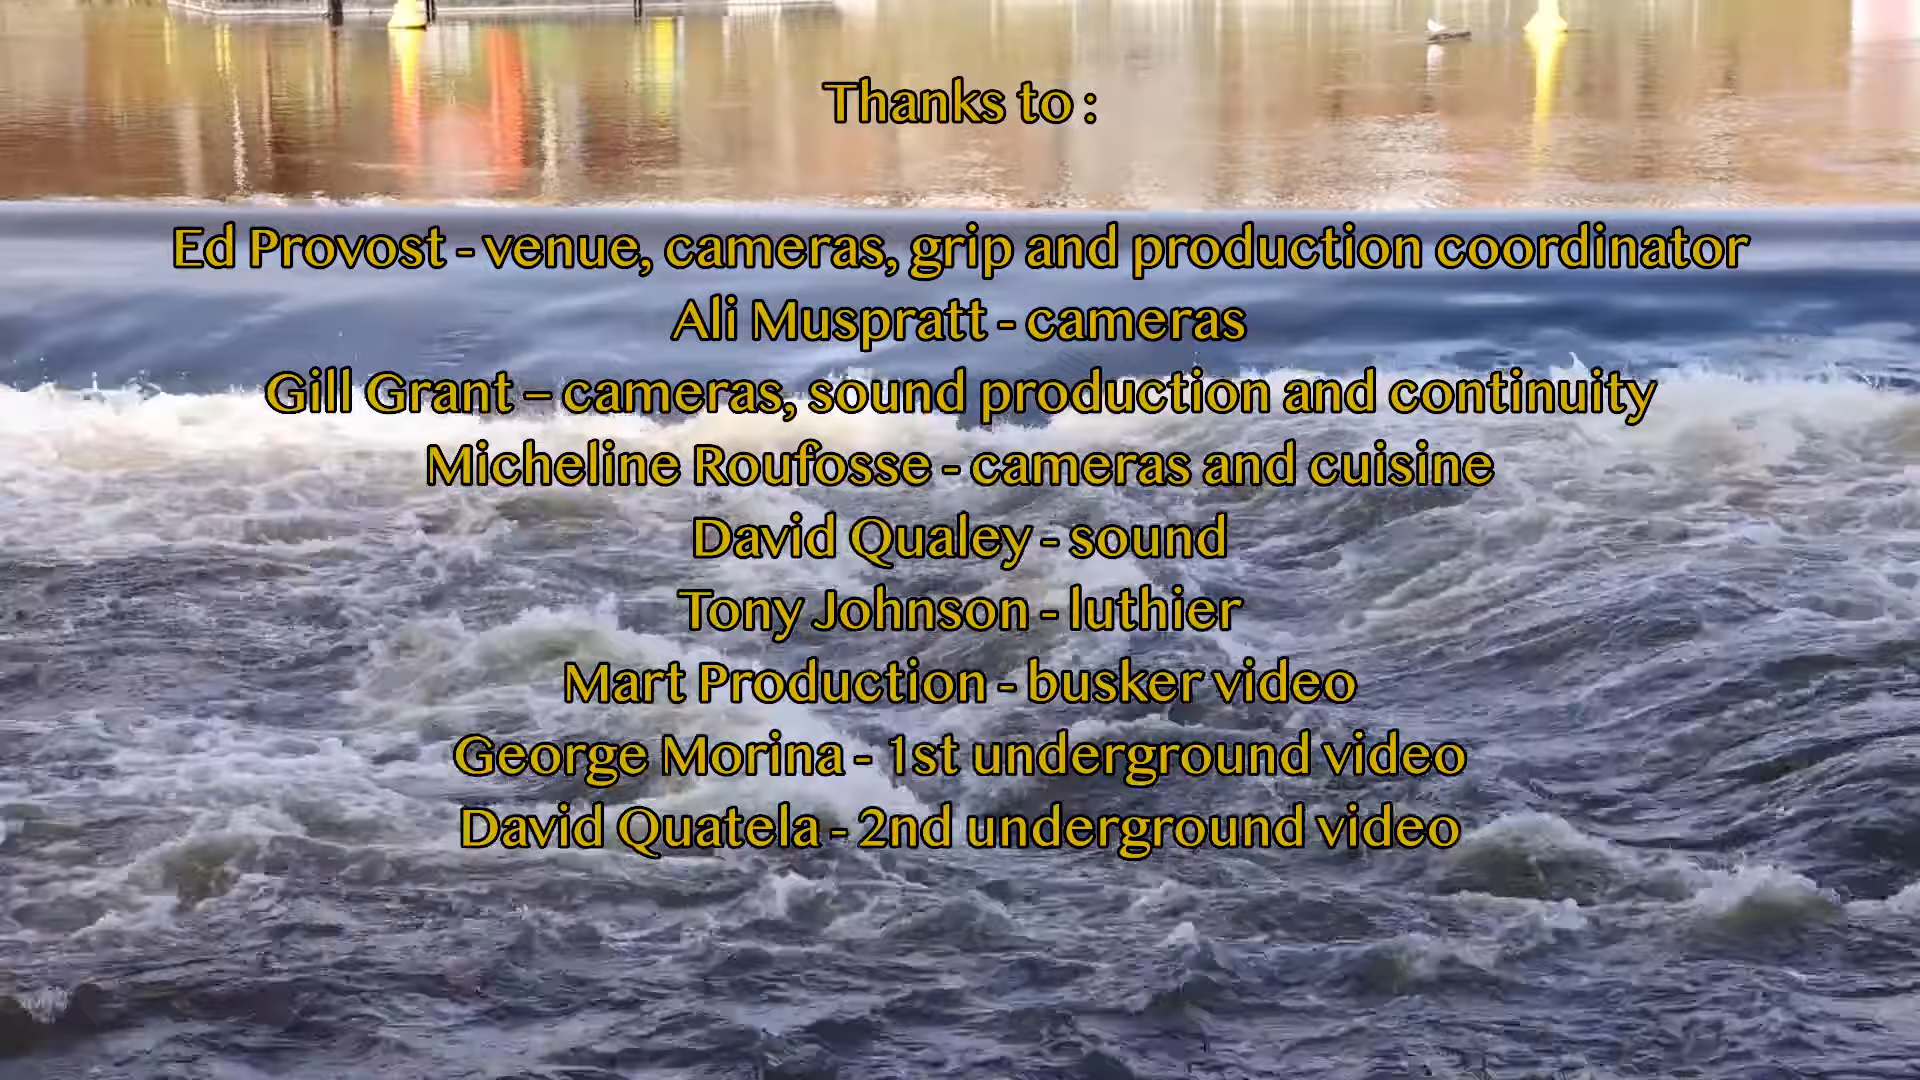 Thanks to :
Ed Provost - venue, cameras, grip and production coordinator
Ali Muspratt - cameras
Gill Grant – cameras, sound production and continuity
Micheline Roufosse - cameras and cuisine
David Qualey - sound
Tony Johnson - luthier
Mart Production - busker video
George Morina - 1st underground video
David Quatela - 2nd underground video